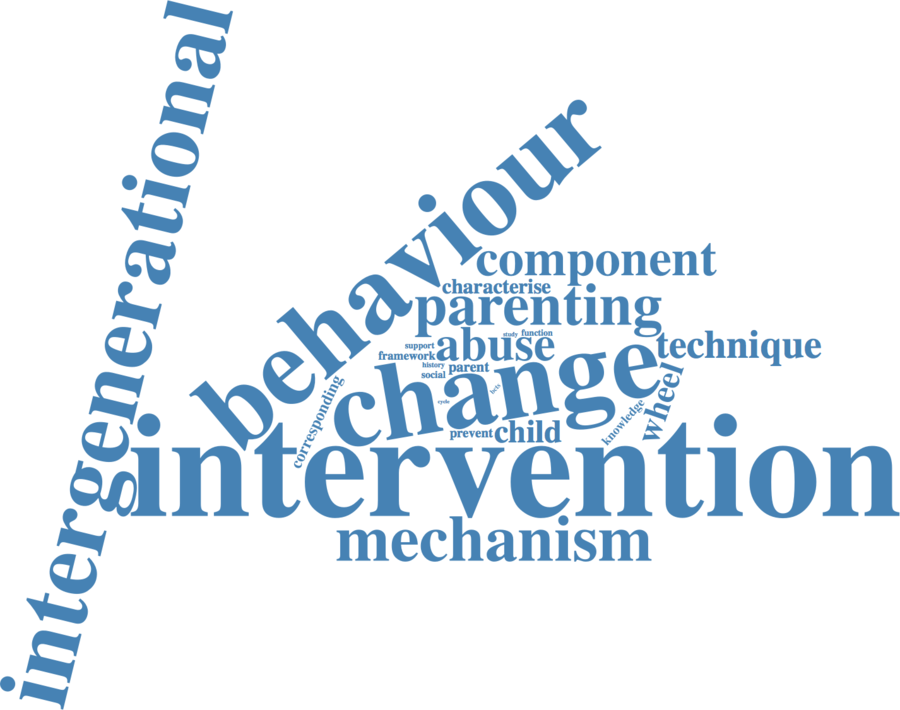 intergenerational
behaviour
component
characterise
parenting
study
function
support
abuse
technique
framework
history
parent
change
social
wheel
corresponding
bcts
cycle
knowledge
prevent
child
intervention
mechanism